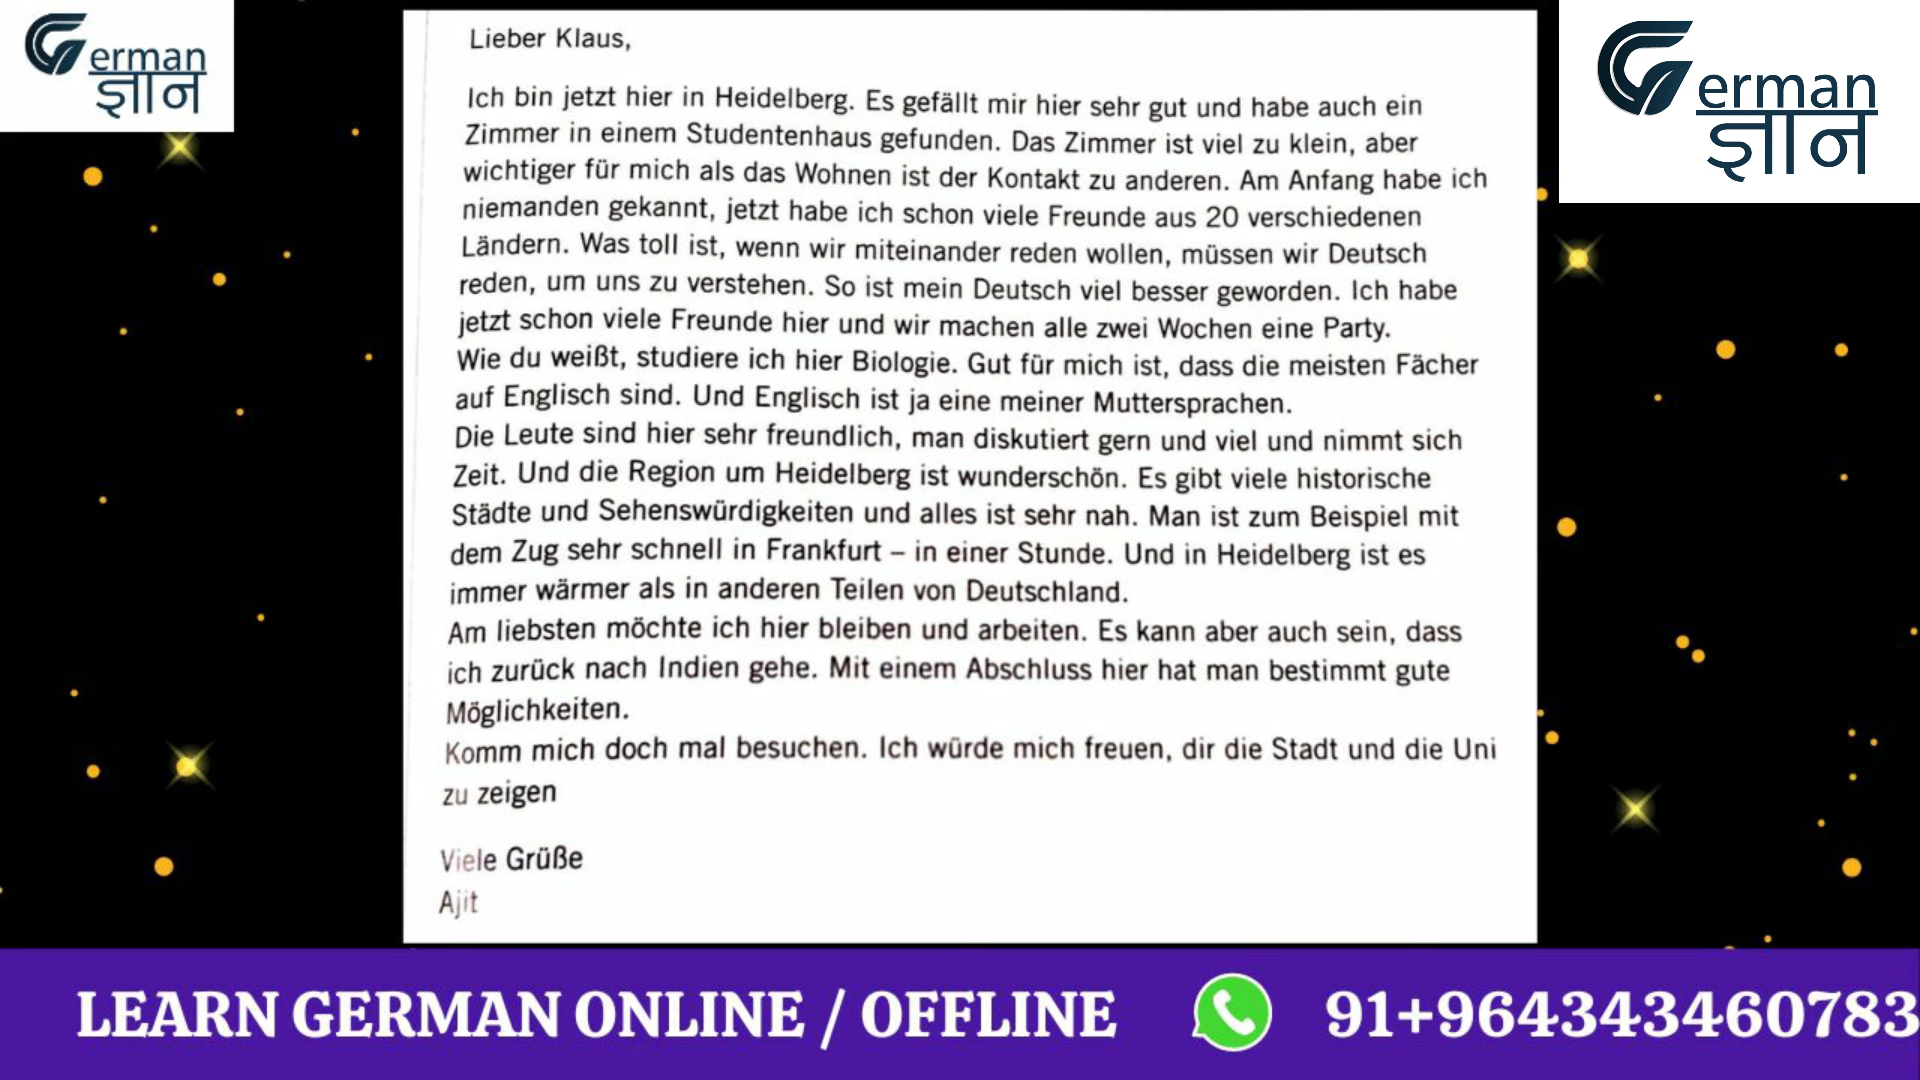 German
ज्ञान
German
ज्ञान
Lieber Klaus,
Ich bin jetzt hier in Heidelberg. Es gefällt mir hier sehr gut und habe auch ein
Zimmer in einem Studentenhaus gefunden. Das Zimmer ist viel zu klein, aber
wichtiger für mich als das Wohnen ist der Kontakt zu anderen. Am Anfang habe ich
niemanden gekannt, jetzt habe ich schon viele Freunde aus 20 verschiedenen
Ländern. Was toll ist, wenn wir miteinander reden wollen, müssen wir Deutsch
reden, um uns zu verstehen. So ist mein Deutsch viel besser geworden. Ich habe
jetzt schon viele Freunde hier und wir machen alle zwei Wochen eine Party.
Wie du weißt, studiere ich hier Biologie. Gut für mich ist, dass die meisten Fächer
auf Englisch sind. Und Englisch ist ja eine meiner Muttersprachen.
Die Leute sind hier sehr freundlich, man diskutiert gern und viel und nimmt sich
Zeit. Und die Region um Heidelberg ist wunderschön. Es gibt viele historische
Städte und Sehenswürdigkeiten und alles ist sehr nah. Man ist zum Beispiel mit
dem Zug sehr schnell in Frankfurt – in einer Stunde. Und in Heidelberg ist es
immer wärmer als in anderen Teilen von Deutschland.
Am liebsten möchte ich hier bleiben und arbeiten. Es kann aber auch sein, dass
ich zurück nach Indien gehe. Mit einem Abschluss hier hat man bestimmt gute
Möglichkeiten.
Komm mich doch mal besuchen. Ich würde mich freuen, dir die Stadt und die Uni
zu zeigen
Viele Grüße
Ajit
LEARN GERMAN ONLINE / OFFLINE
91+964343460783